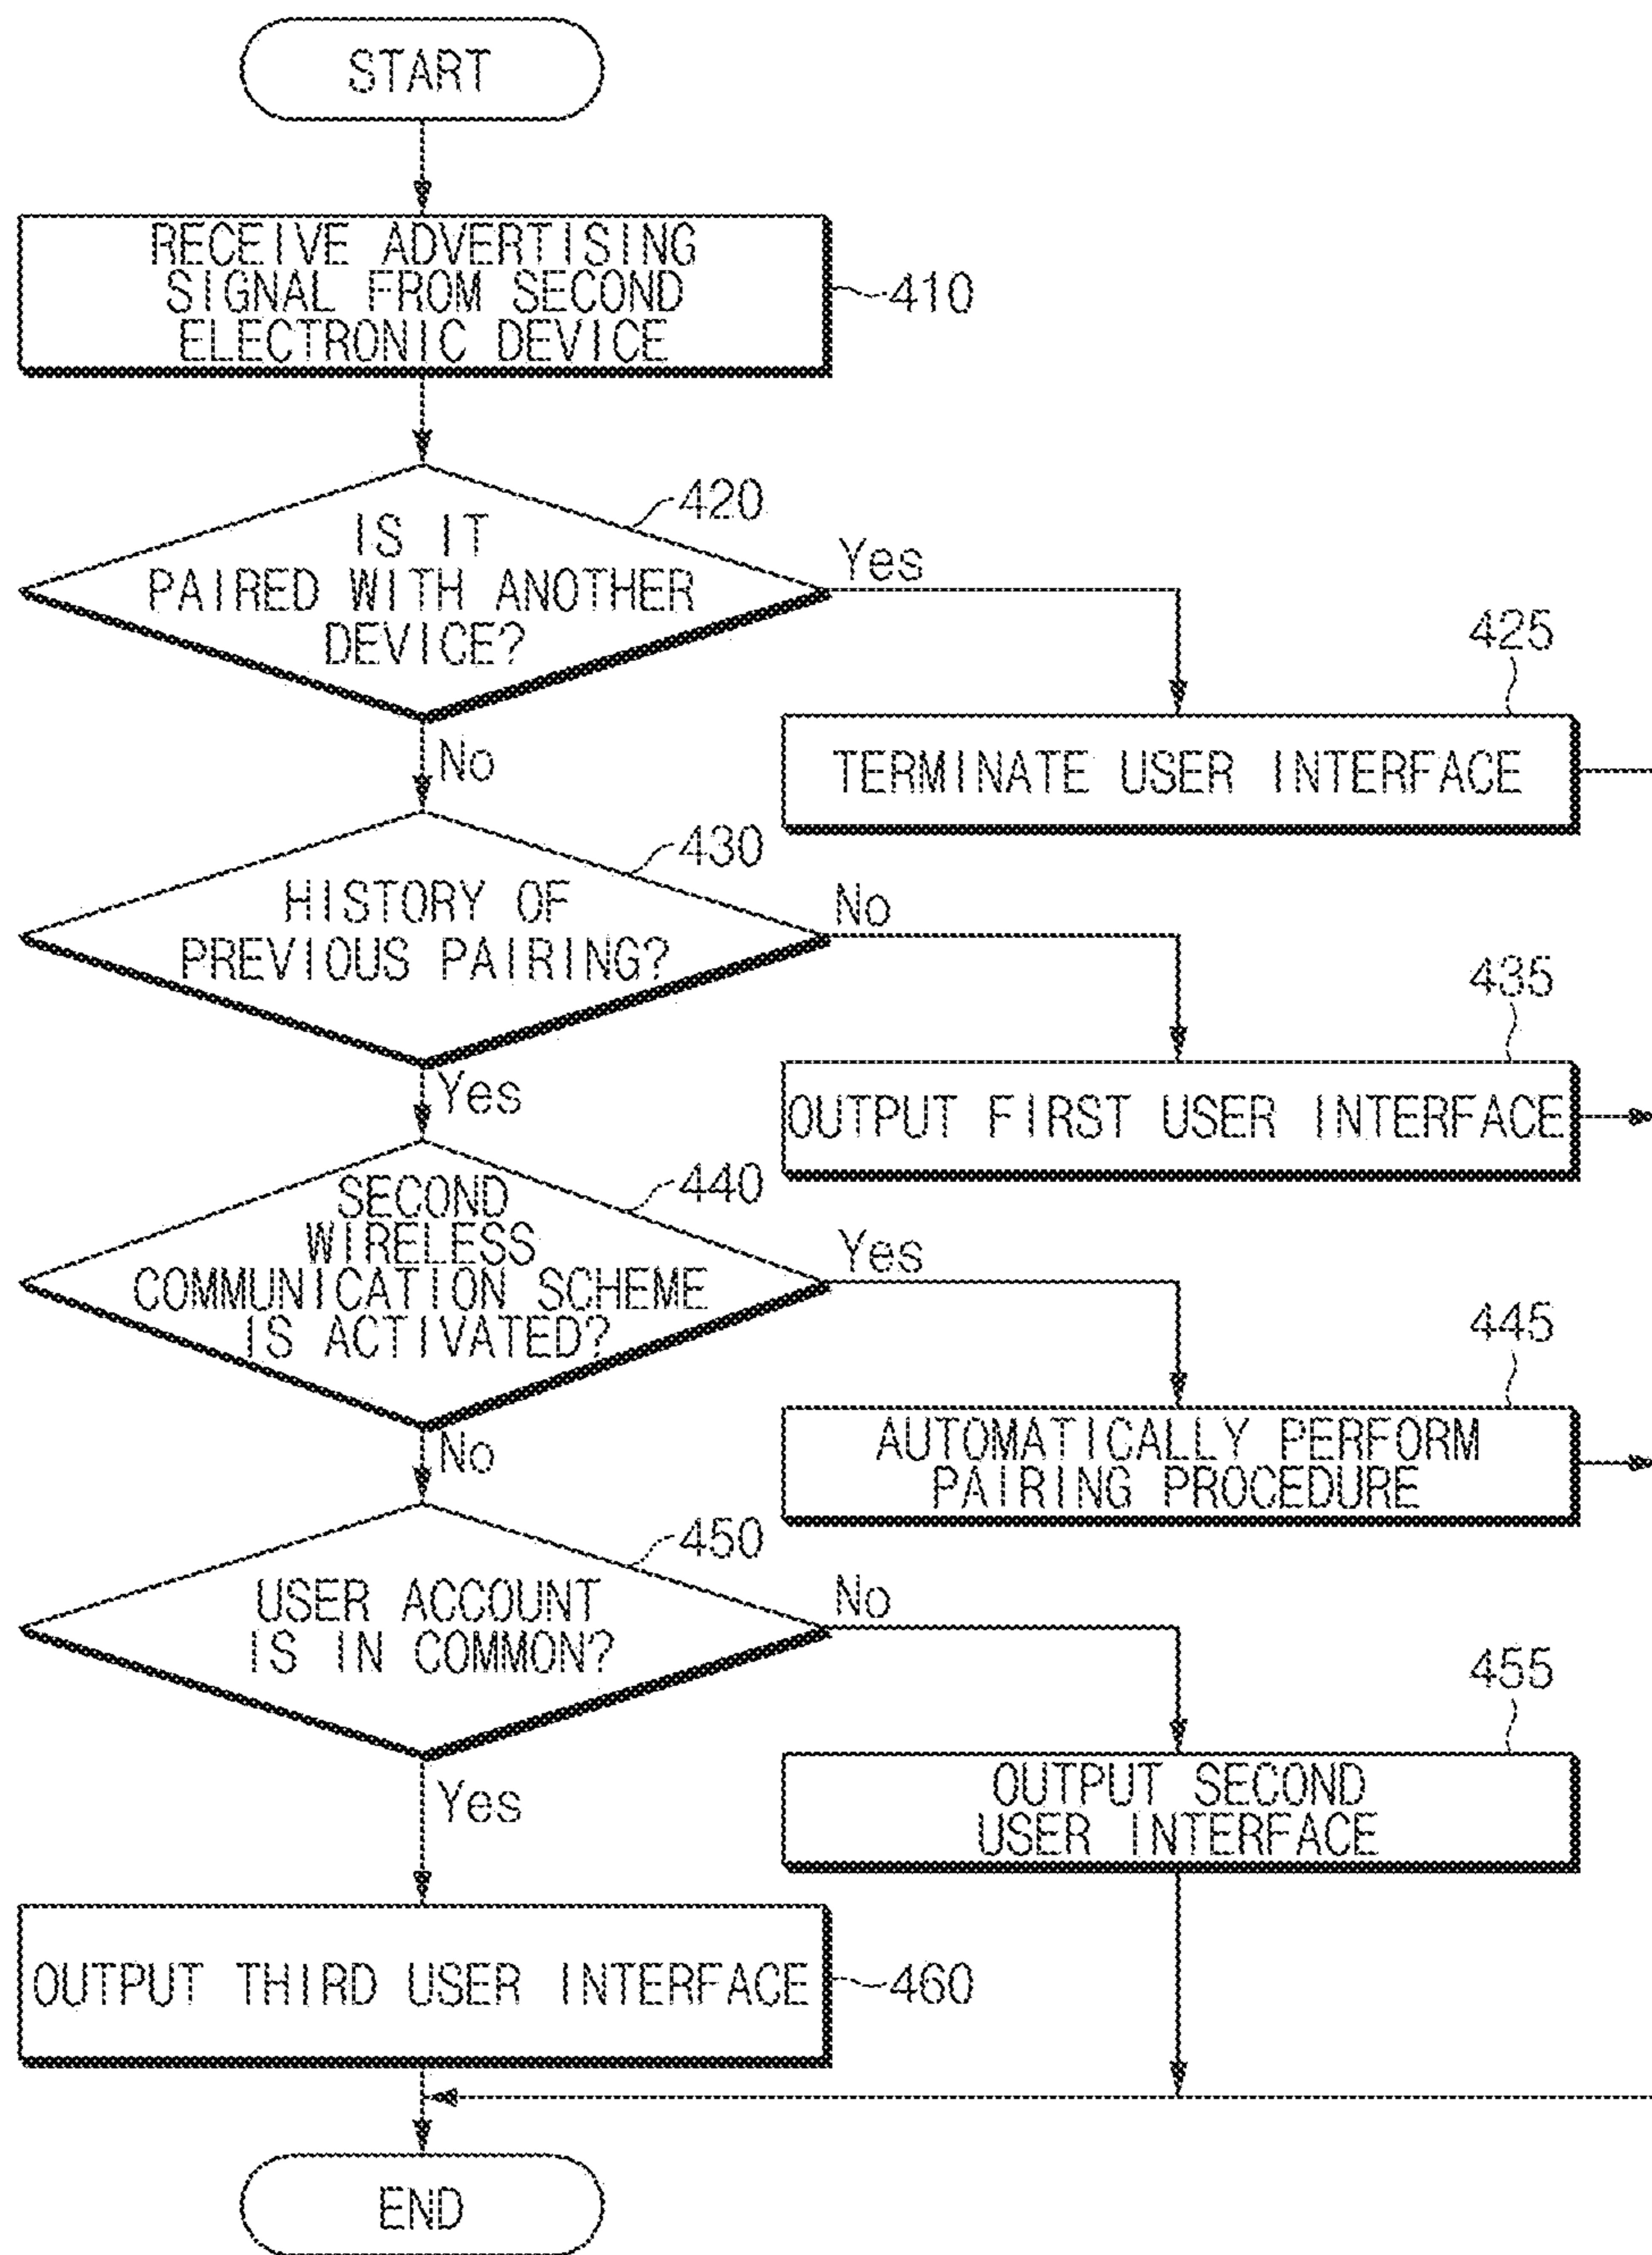 START
RECEIVE ADVERTISING
SIGNAL FROM SECOND
ELECTRONIC DEVICE
410
420
IS IT
PAIRED WITH ANOTHER
DEVICE?
Yes
No
425
TERMINATE USER INTERFACE
430
HISTORY OF
PREVIOUS PAIRING?
No
Yes
435
OUTPUT FIRST USER INTERFACE
440
SECOND
WIRELESS
COMMUNICATION SCHEME
IS ACTIVATED?
Yes
No
445
AUTOMATICALLY PERFORM
PAIRING PROCEDURE
450
USER ACCOUNT
IS IN COMMON?
No
Yes
455
OUTPUT SECOND
USER INTERFACE
OUTPUT THIRD USER INTERFACE
460
END